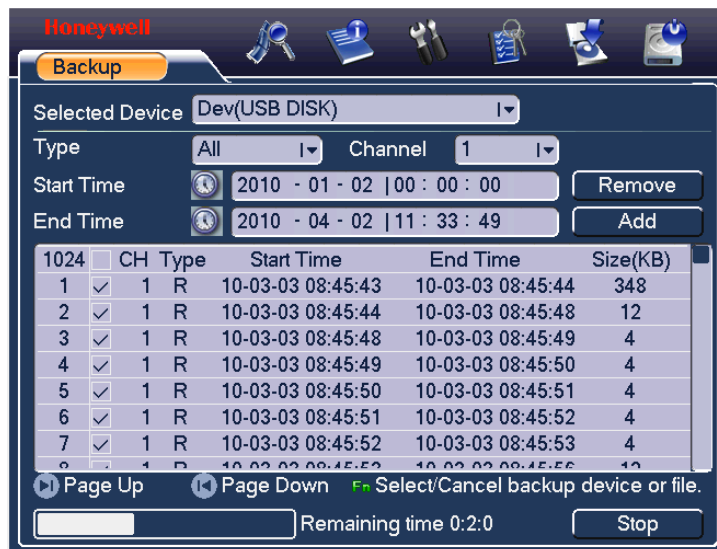 Honeywell
Backup
Selected Device Dev(USB DISK)
Type All Channel 1
Start Time 2010 - 01 - 02 | 00 : 00 : 00 Remove
End Time 2010 - 04 - 02 | 11 : 33 : 49 Add
1024 CH Type Start Time End Time Size(KB)
1 1 R 10-03-03 08:45:43 10-03-03 08:45:44 348
2 1 R 10-03-03 08:45:44 10-03-03 08:45:48 12
3 1 R 10-03-03 08:45:48 10-03-03 08:45:49 4
4 1 R 10-03-03 08:45:49 10-03-03 08:45:50 4
5 1 R 10-03-03 08:45:50 10-03-03 08:45:51 4
6 1 R 10-03-03 08:45:51 10-03-03 08:45:52 4
7 1 R 10-03-03 08:45:52 10-03-03 08:45:53 4
Page Up Page Down Fn Select/Cancel backup device or file.
Remaining time 0:2:0 Stop